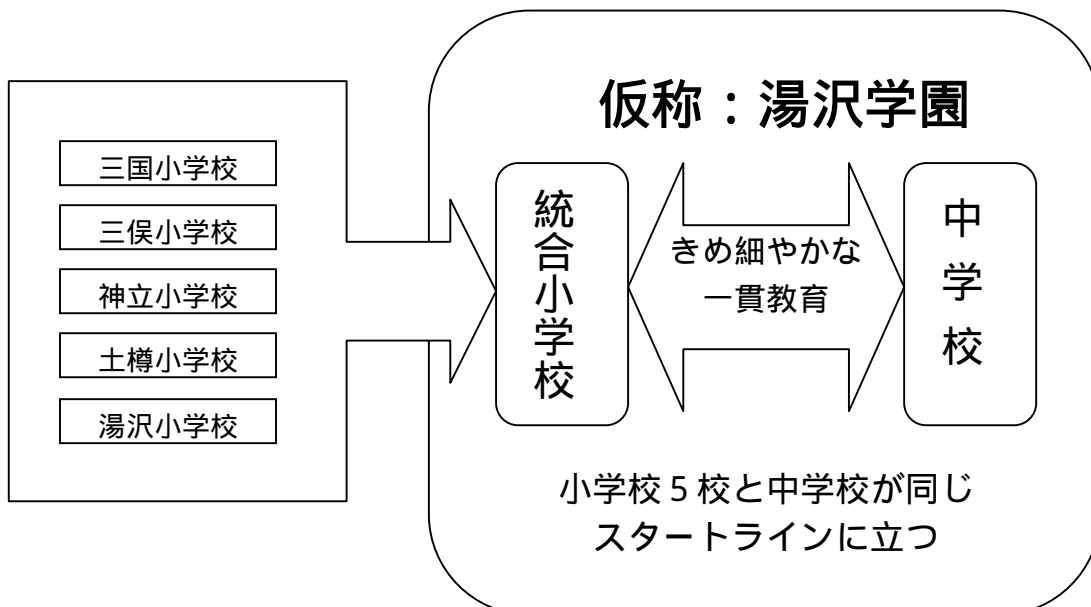 仮称：湯沢学園
三国小学校
三俣小学校
神立小学校
土樽小学校
湯沢小学校
統合小学校
きめ細やかな
一貫教育
中学校
小学校５校と中学校が同じ
スタートラインに立つ